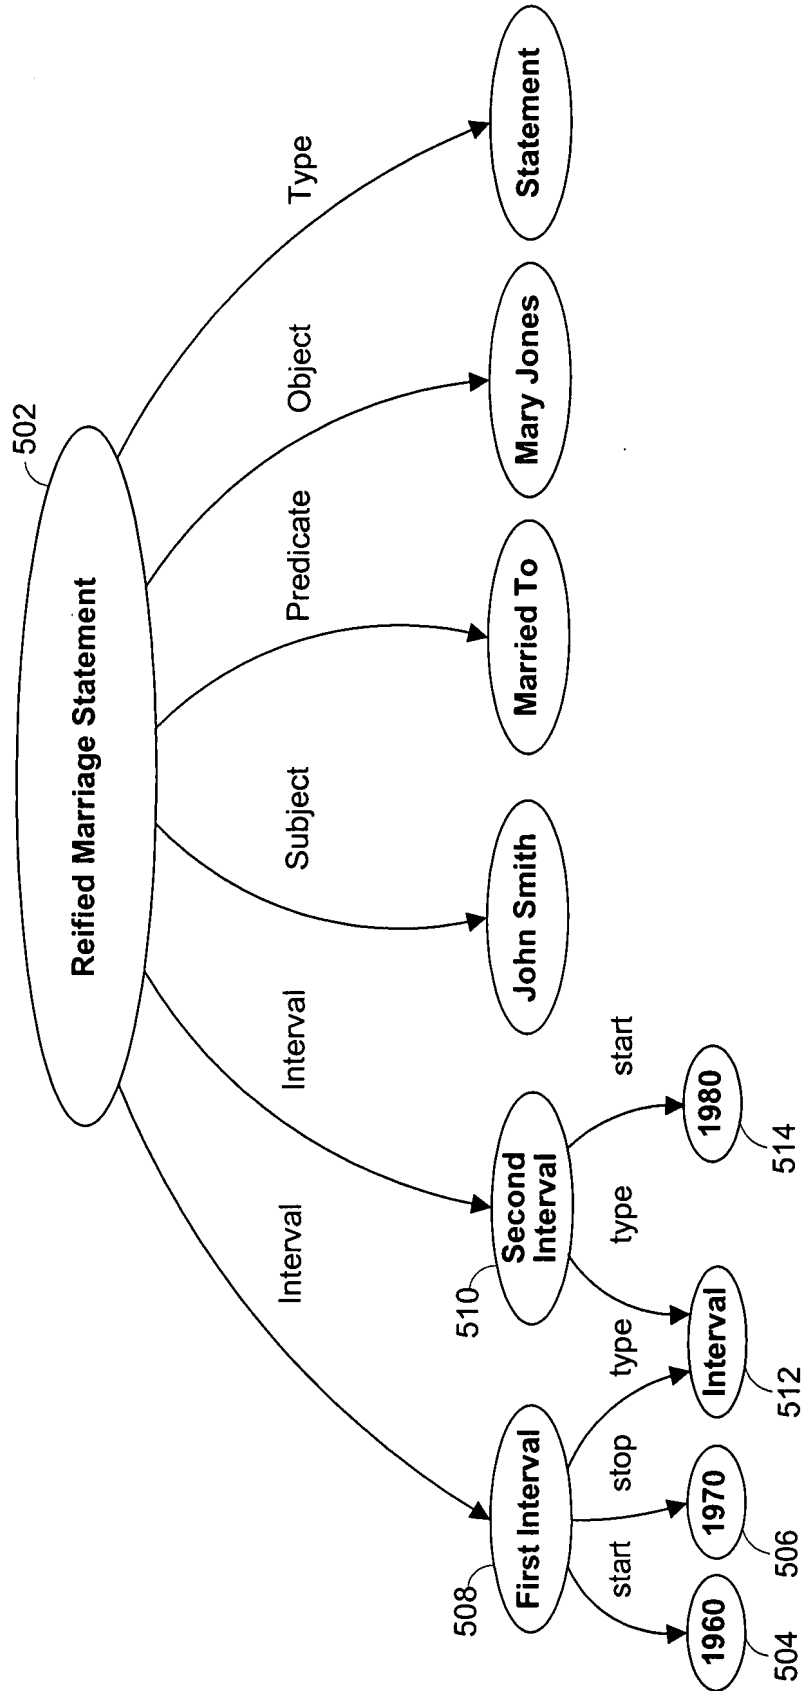 502
Reified Marriage Statement
Interval
Interval
Subject
Predicate
Object
Type
508
First Interval
510
Second
Interval
John Smith
Married To
Mary Jones
Statement
start
stop
type
type
start
1960
1970
Interval
1980
504
506
512
514